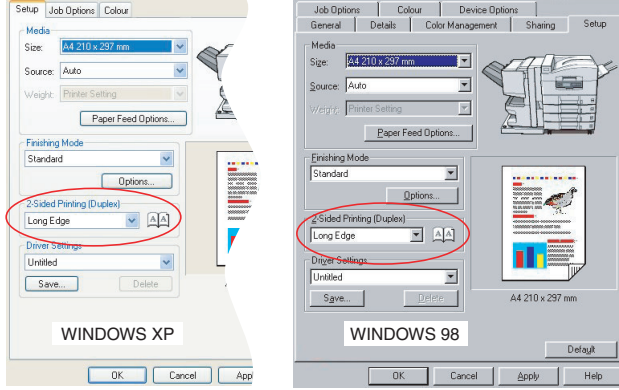 Setup Job Options Colour
Media
Size: A4 210 x 297 mm
Source: Auto
Weight: Printer Setting
Paper Feed Options...
Finishing Mode
Standard
Options...
2-Sided Printing (Duplex)
Long Edge
A A
Driver Settings
Untitled
Save... Delete
WINDOWS XP
OK Cancel App
Job Options Colour Device Options
General Details Color Management Sharing Setup
Media
Size: A4 210 x 297 mm
Source: Auto
Weight: Printer Setting
Paper Feed Options...
Finishing Mode
Standard
Options...
2-Sided Printing (Duplex)
Long Edge
A A
Driver Settings
Untitled
Save... Delete
A4 210 x 297 mm
WINDOWS 98
Default
OK Cancel Apply Help